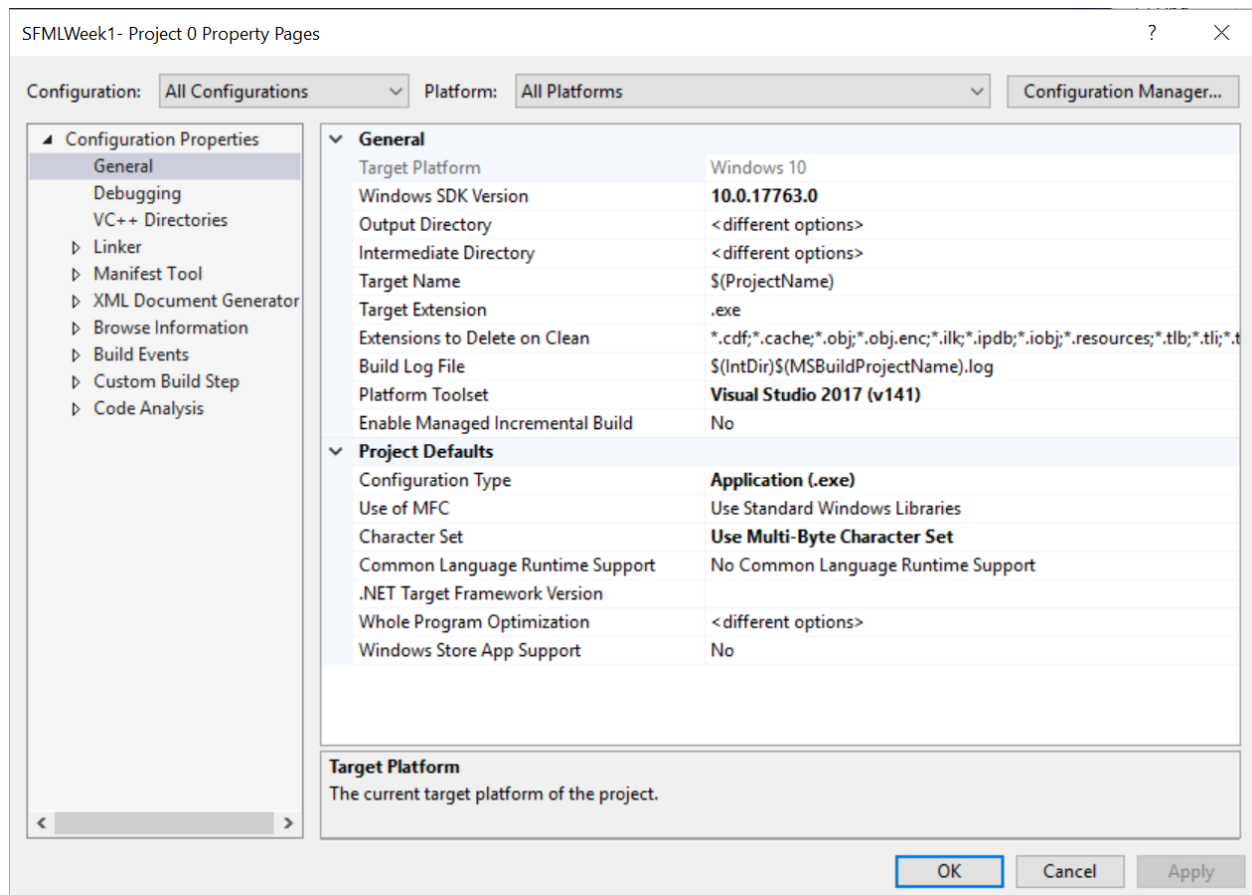 SFMLWeek1- Project 0 Property Pages
?
Configuration: All Configurations Platform: All Platforms Configuration Manager...
Configuration Properties
General
Debugging
VC++ Directories
Linker
Manifest Tool
XML Document Generator
Browse Information
Build Events
Custom Build Step
Code Analysis
General
Target Platform Windows 10
Windows SDK Version 10.0.17763.0
Output Directory <different options>
Intermediate Directory <different options>
Target Name $(ProjectName)
Target Extension .exe
Extensions to Delete on Clean *.cdf;*.cache;*.obj;*.obj.enc;*.ilk;*.ipdb;*.iobj;*.resources;*.tlb;*.tli;*.t
Build Log File $(IntDir)$(MSBuildProjectName).log
Platform Toolset Visual Studio 2017 (v141)
Enable Managed Incremental Build No
Project Defaults
Configuration Type Application (.exe)
Use of MFC Use Standard Windows Libraries
Character Set Use Multi-Byte Character Set
Common Language Runtime Support No Common Language Runtime Support
.NET Target Framework Version
Whole Program Optimization <different options>
Windows Store App Support No
Target Platform
The current target platform of the project.
OK Cancel Apply